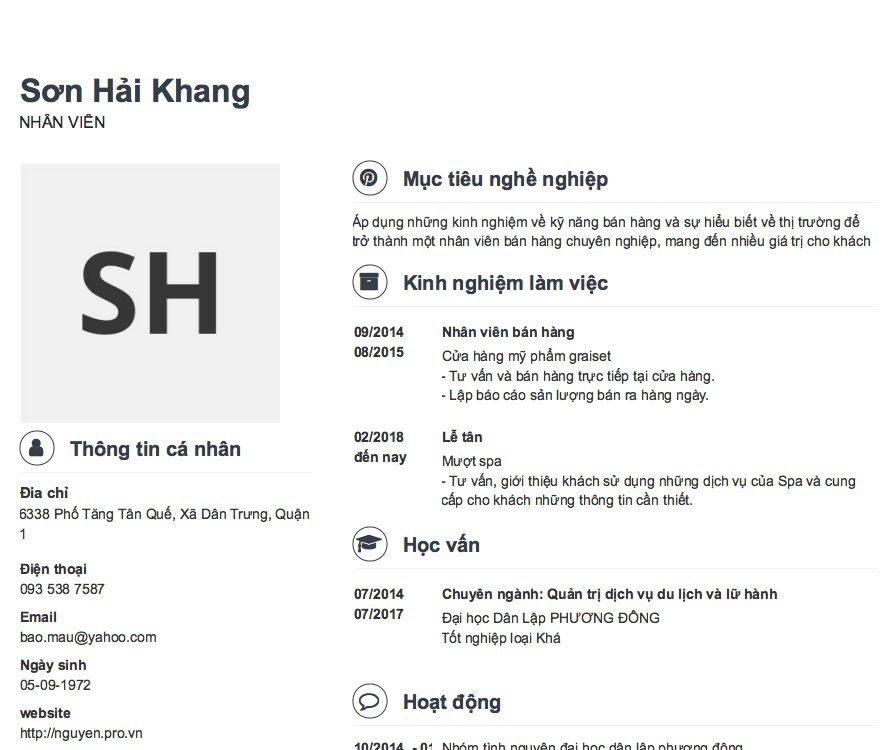 Sơn Hải Khang
NHÂN VIÊN
SH
Thông tin cá nhân
Đia chỉ
6338 Phố Tăng Tân Quế, Xã Dân Trưng, Quận
1
Điện thoại
093 538 7587
Email
bao.mau@yahoo.com
Ngày sinh
05-09-1972
website
http://nguyen.pro.vn
Mục tiêu nghề nghiệp
Áp dụng những kinh nghiệm về kỹ năng bán hàng và sự hiểu biết về thị trường để
trở thành một nhân viên bán hàng chuyên nghiệp, mang đến nhiều giá trị cho khách
Kinh nghiệm làm việc
09/2014 Nhân viên bán hàng
08/2015 Cửa hàng mỹ phẩm graiset
- Tư vấn và bán hàng trực tiếp tại cửa hàng.
- Lập báo cáo sản lượng bán ra hàng ngày.
02/2018 Lễ tân
đến nay Mượt spa
- Tư vấn, giới thiệu khách sử dụng những dịch vụ của Spa và cung
cấp cho khách những thông tin cần thiết.
Học vấn
07/2014 Chuyên ngành: Quản trị dịch vụ du lịch và lữ hành
07/2017 Đại học Dân Lập PHƯƠNG ĐÔNG
Tốt nghiệp loại Khá
Hoạt động
10/2014 - 01 Nhóm tình nguyện đại học dân lập phương đông